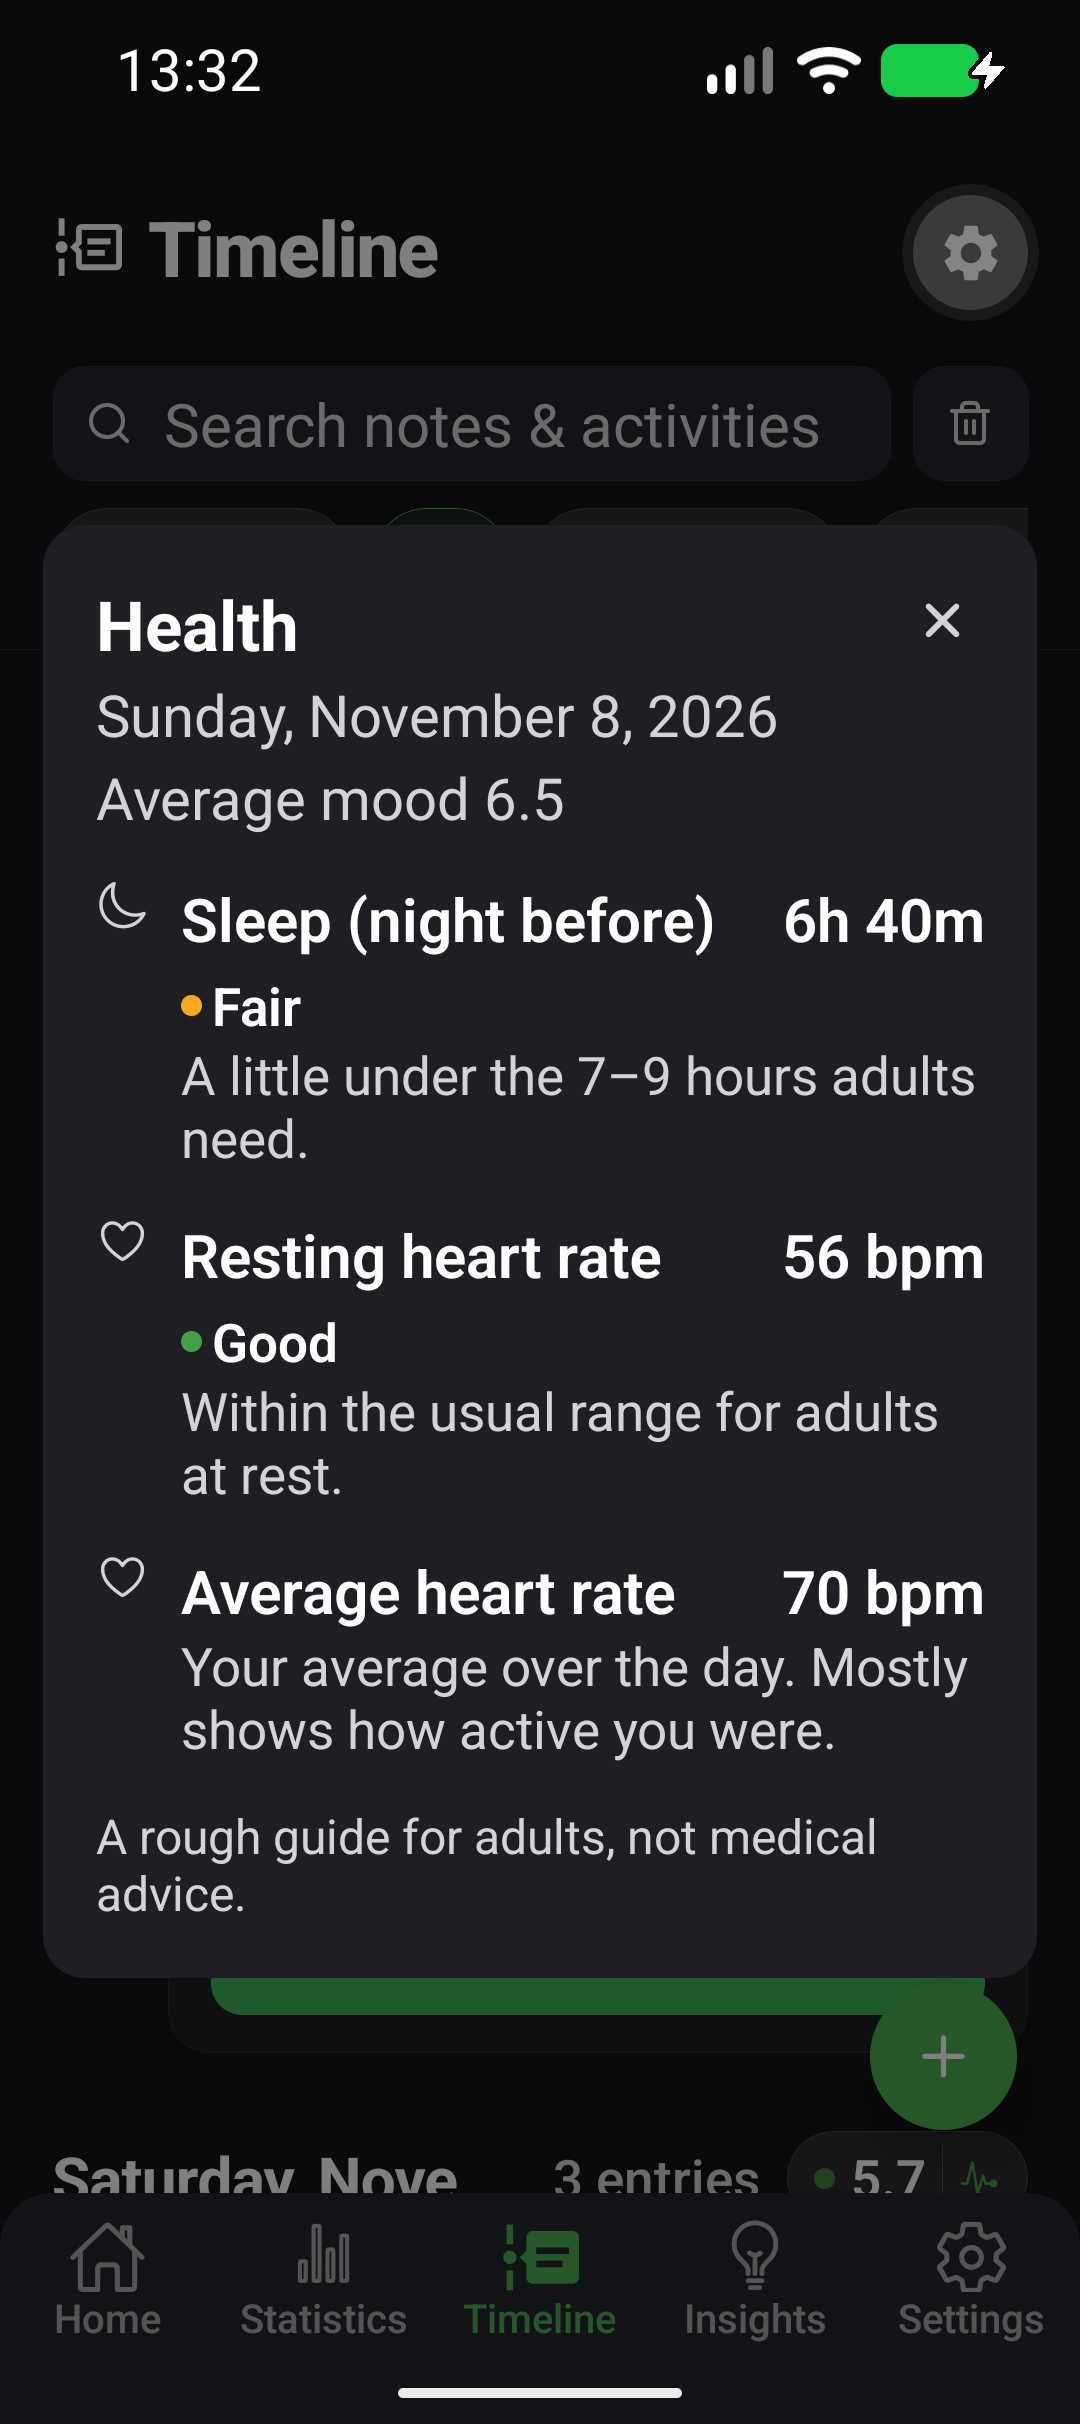 13:32
Timeline
Search notes & activities
Health
Sunday, November 8, 2026
Average mood 6.5
Sleep (night before) 6h 40m
Fair
A little under the 7–9 hours adults
need.
Resting heart rate 56 bpm
Good
Within the usual range for adults
at rest.
Average heart rate 70 bpm
Your average over the day. Mostly
shows how active you were.
A rough guide for adults, not medical
advice.
Saturday, Nove 3 entries 5.7
Home Statistics Timeline Insights Settings